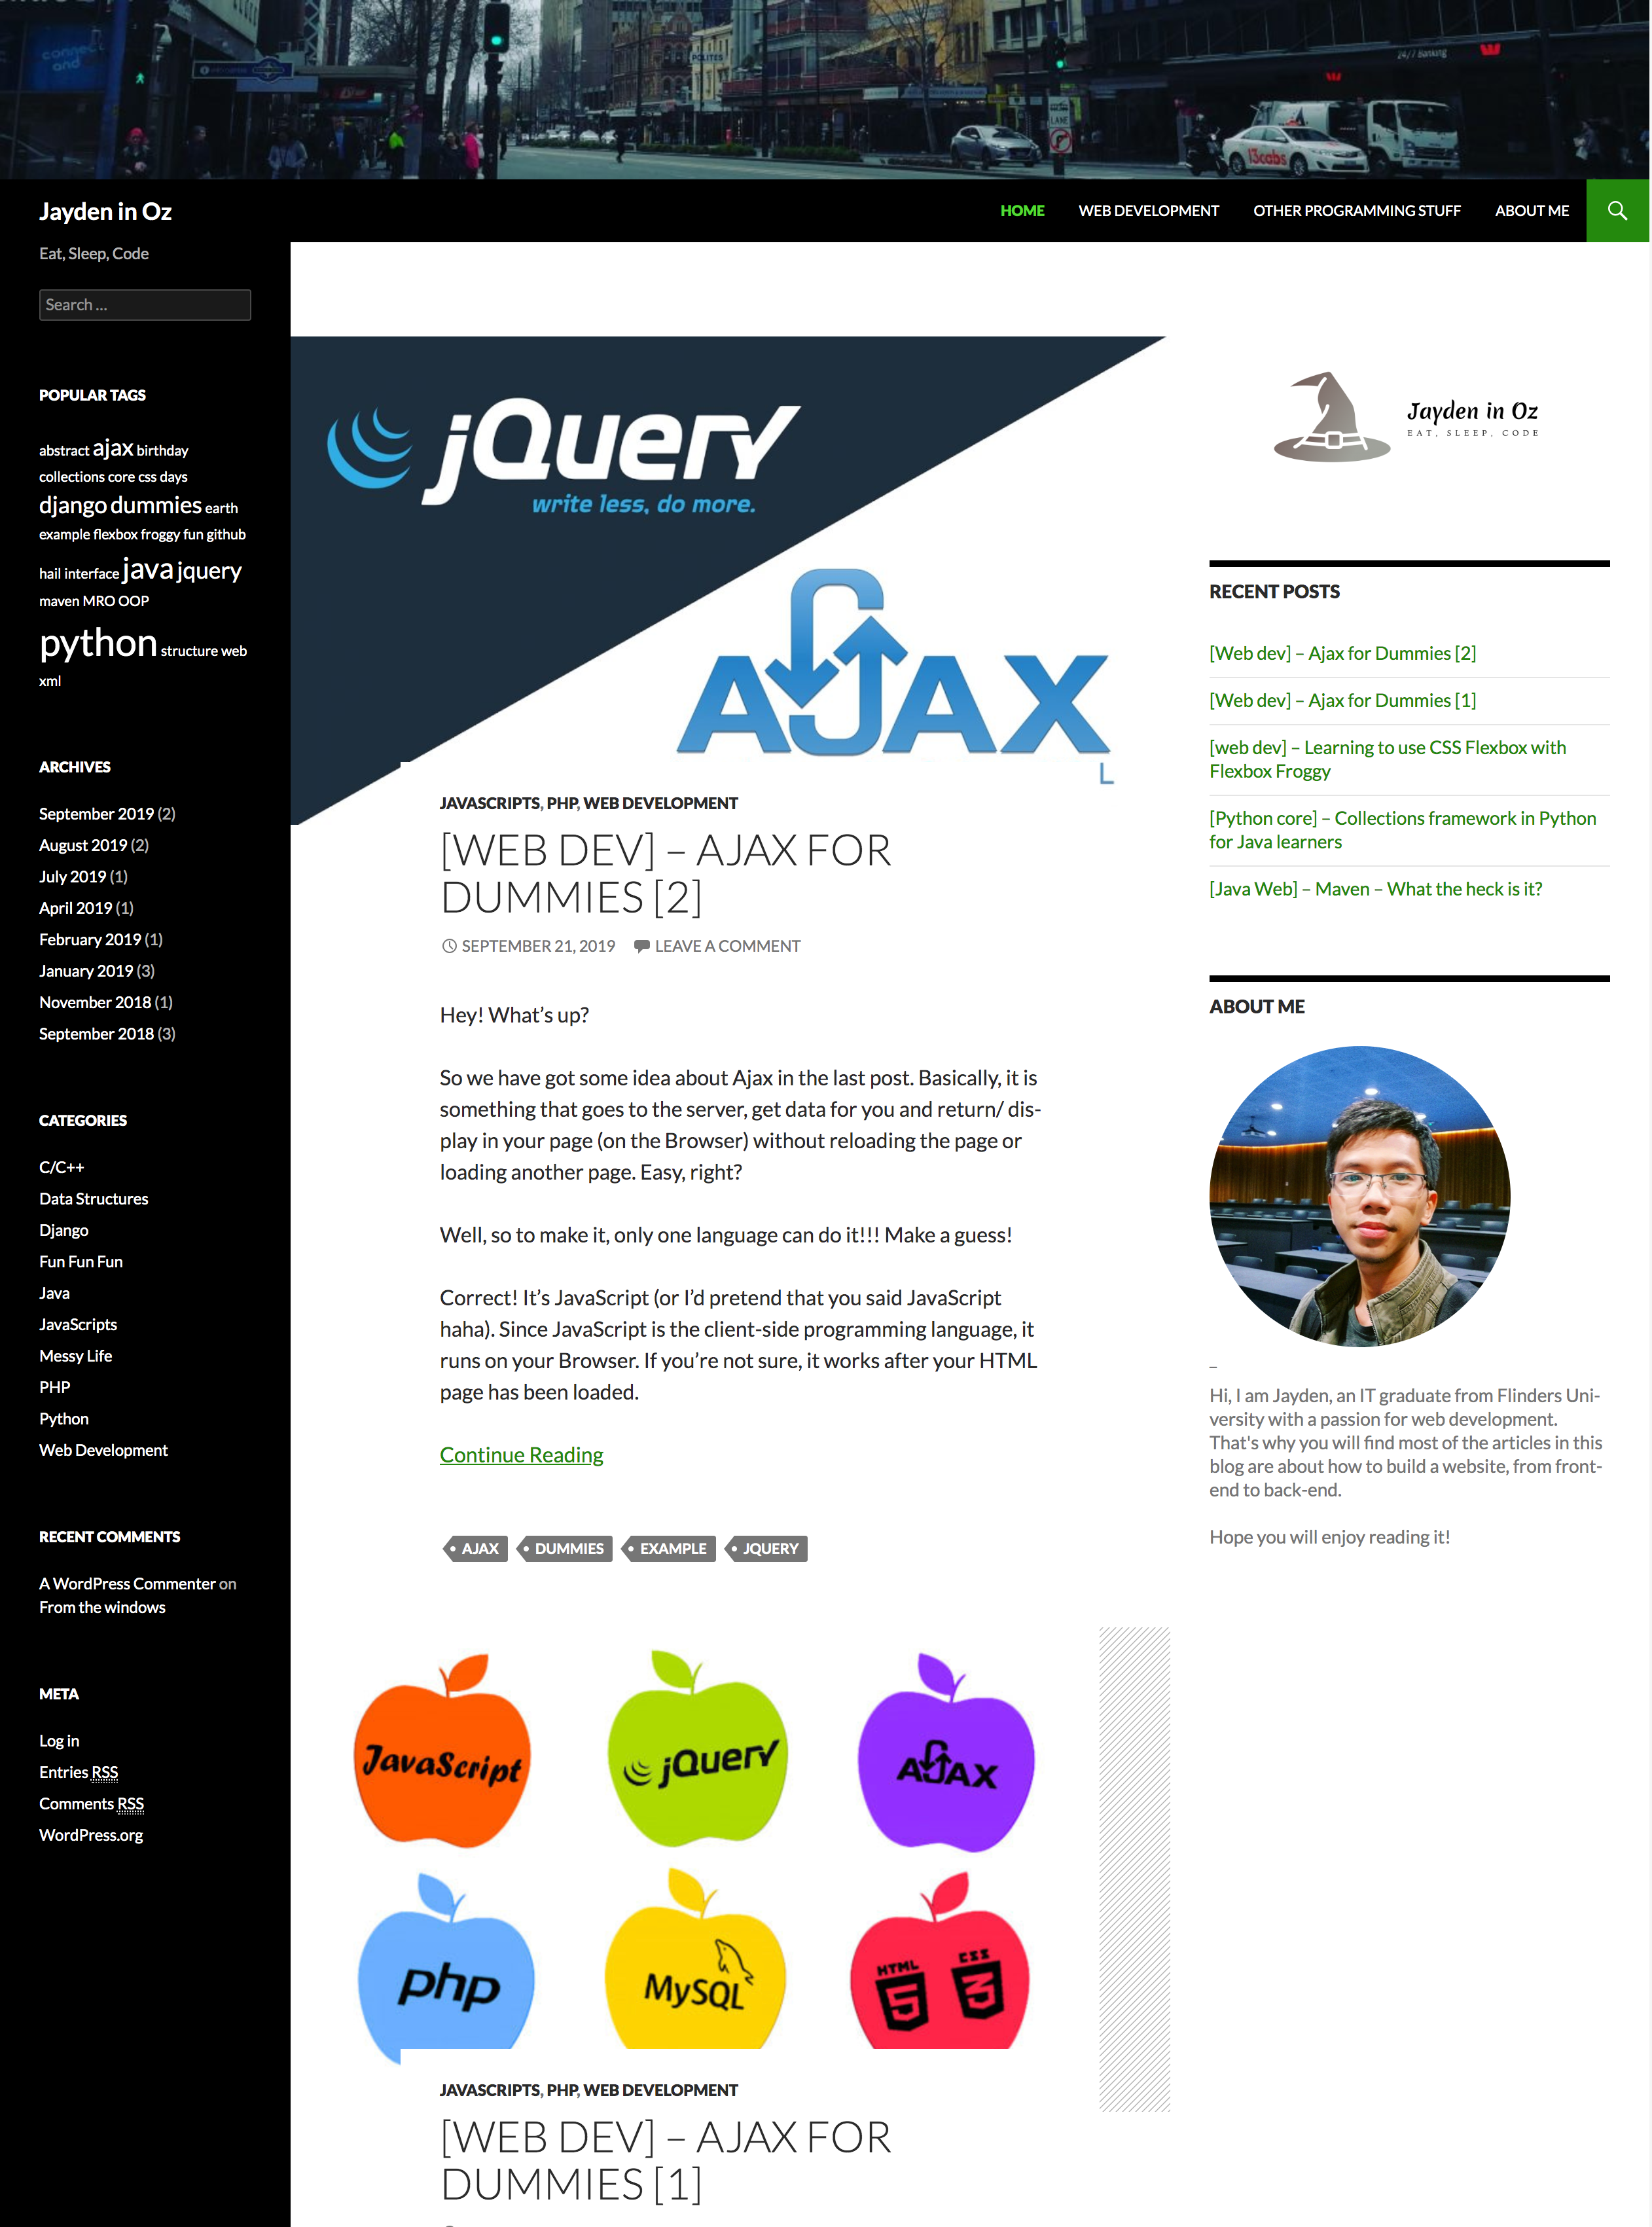 connect
and
POLITES
24/7 Banking
LANE
13cabs
Jayden in Oz
HOME
WEB DEVELOPMENT
OTHER PROGRAMMING STUFF
ABOUT ME
Eat, Sleep, Code
Search ...
POPULAR TAGS
abstract ajax birthday
collections core css days
django dummies earth
example flexbox froggy fun github
hail interface java jquery
maven MRO OOP
python structure web
xml
ARCHIVES
September 2019 (2)
August 2019 (2)
July 2019 (1)
April 2019 (1)
February 2019 (1)
January 2019 (3)
November 2018 (1)
September 2018 (3)
CATEGORIES
C/C++
Data Structures
Django
Fun Fun Fun
Java
JavaScripts
Messy Life
PHP
Python
Web Development
RECENT COMMENTS
A WordPress Commenter on
From the windows
META
Log in
Entries RSS
Comments RSS
WordPress.org
jQuery
write less, do more.
AJAX
JAVASCRIPTS, PHP, WEB DEVELOPMENT
[WEB DEV] – AJAX FOR
DUMMIES [2]
SEPTEMBER 21, 2019 LEAVE A COMMENT
Hey! What’s up?
So we have got some idea about Ajax in the last post. Basically, it is
something that goes to the server, get data for you and return/ dis-
play in your page (on the Browser) without reloading the page or
loading another page. Easy, right?
Well, so to make it, only one language can do it!!! Make a guess!
Correct! It’s JavaScript (or I’d pretend that you said JavaScript
haha). Since JavaScript is the client-side programming language, it
runs on your Browser. If you’re not sure, it works after your HTML
page has been loaded.
Continue Reading
AJAX
DUMMIES
EXAMPLE
JQUERY
JavaScript
jQuery
AJAX
php
MySQL
HTML
5
CSS
3
JAVASCRIPTS, PHP, WEB DEVELOPMENT
[WEB DEV] – AJAX FOR
DUMMIES [1]
Jayden in Oz
EAT, SLEEP, CODE
RECENT POSTS
[Web dev] – Ajax for Dummies [2]
[Web dev] – Ajax for Dummies [1]
[web dev] – Learning to use CSS Flexbox with
Flexbox Froggy
[Python core] – Collections framework in Python
for Java learners
[Java Web] – Maven – What the heck is it?
ABOUT ME
–
Hi, I am Jayden, an IT graduate from Flinders Uni-
versity with a passion for web development.
That's why you will find most of the articles in this
blog are about how to build a website, from front-
end to back-end.
Hope you will enjoy reading it!